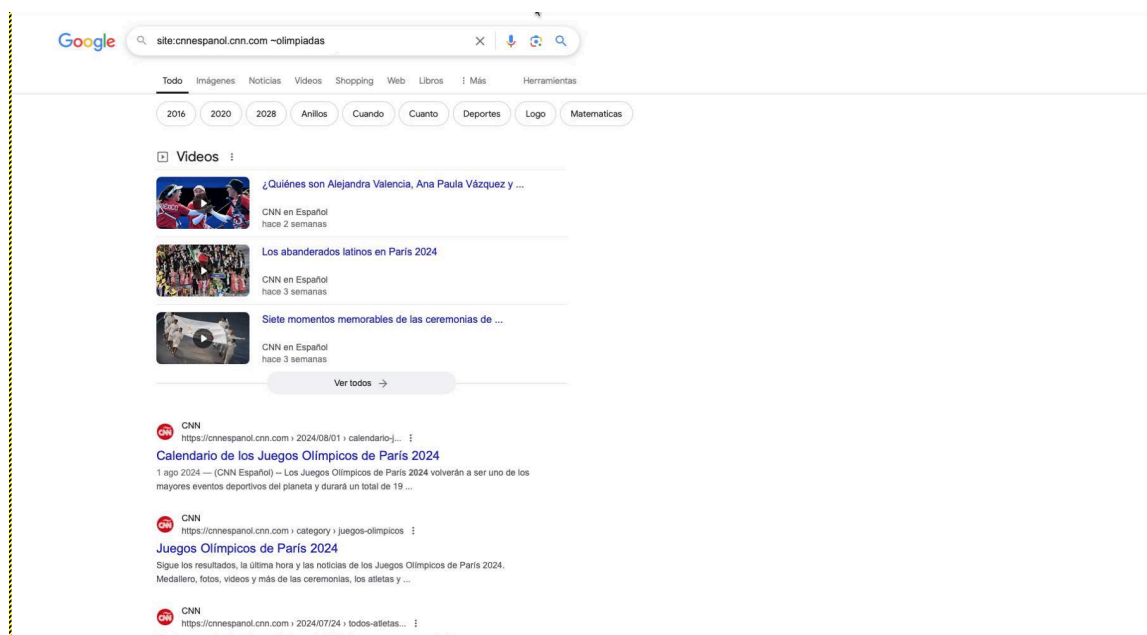 Google
site:cnnespanol.cnn.com ~olimpiadas
Todo Imágenes Noticias Videos Shopping Web Libros Más Herramientas
2016 2020 2028 Anillos Cuando Cuanto Deportes Logo Matematicas
Videos
¿Quiénes son Alejandra Valencia, Ana Paula Vázquez y ...
CNN en Español
hace 2 semanas
Los abanderados latinos en París 2024
CNN en Español
hace 3 semanas
Siete momentos memorables de las ceremonias de ...
CNN en Español
hace 3 semanas
Ver todos →
CNN
https://cnnespanol.cnn.com › 2024/08/01 › calendario-j...
Calendario de los Juegos Olímpicos de París 2024
1 ago 2024 — (CNN Español) -- Los Juegos Olímpicos de París 2024 volverán a ser uno de los
mayores eventos deportivos del planeta y durará un total de 19 ...
CNN
https://cnnespanol.cnn.com › category › juegos-olimpicos
Juegos Olímpicos de París 2024
Sigue los resultados, la última hora y las noticias de los Juegos Olímpicos de París 2024.
Medallero, fotos, videos y más de las ceremonias, los atletas y ...
CNN
https://cnnespanol.cnn.com › 2024/07/24 › todos-atletas...